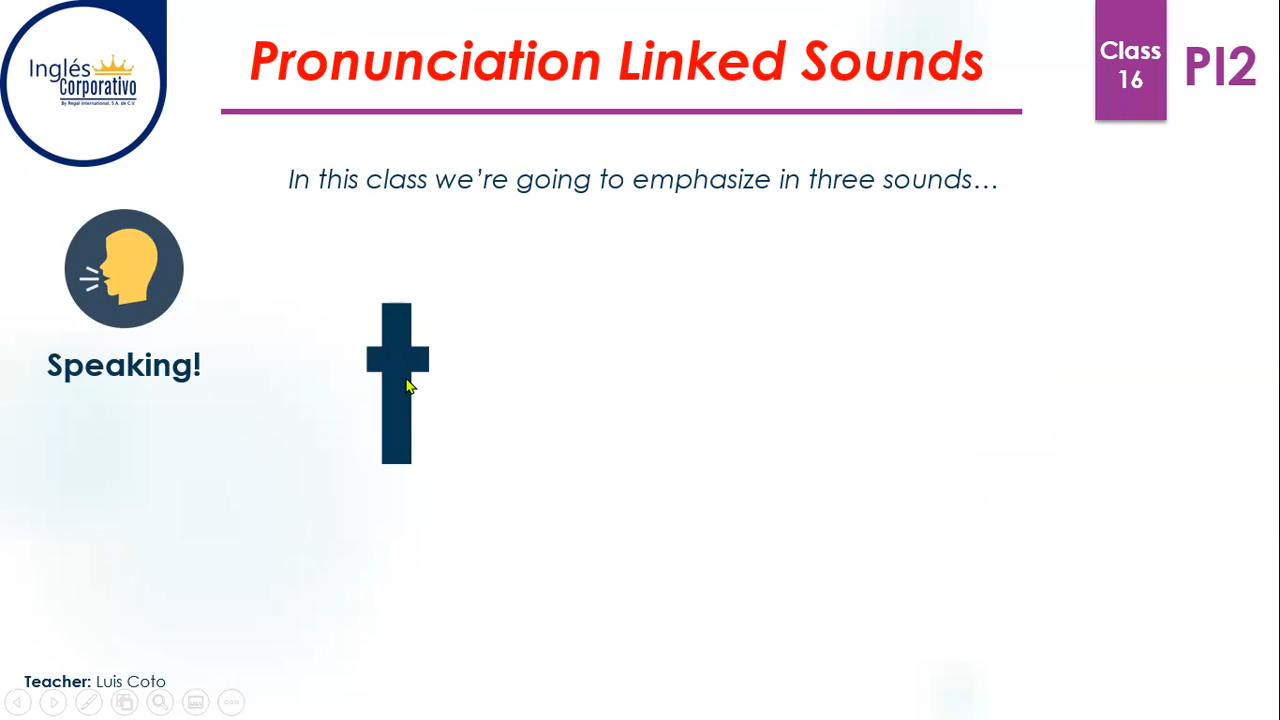 Inglés
Corporativo
By Regal International, S.A. de C.V.
Pronunciation Linked Sounds
Class
16
PI2
In this class we're going to emphasize in three sounds…
Speaking!
t
Teacher: Luis Coto